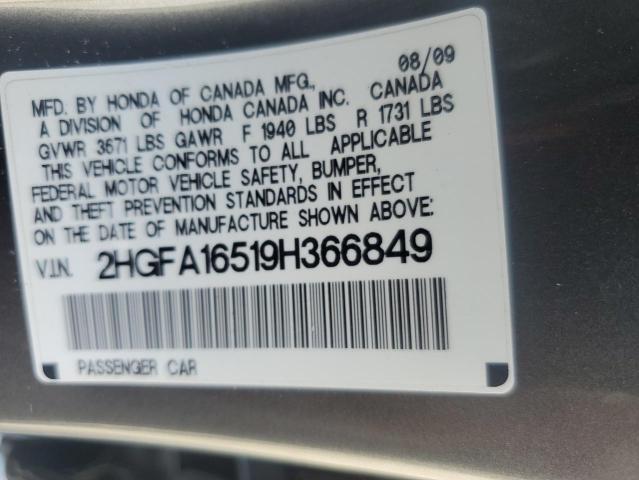 08/09
MFD. BY HONDA OF CANADA MFG., CANADA
A DIVISION OF HONDA CANADA INC.
GVWR 3671 LBS GAWR F 1940 LBS R 1731 LBS
THIS VEHICLE CONFORMS TO ALL APPLICABLE
FEDERAL MOTOR VEHICLE SAFETY, BUMPER,
AND THEFT PREVENTION STANDARDS IN EFFECT
ON THE DATE OF MANUFACTURE SHOWN ABOVE:
V.I.N. 2HGFA16519H366849
PASSENGER CAR